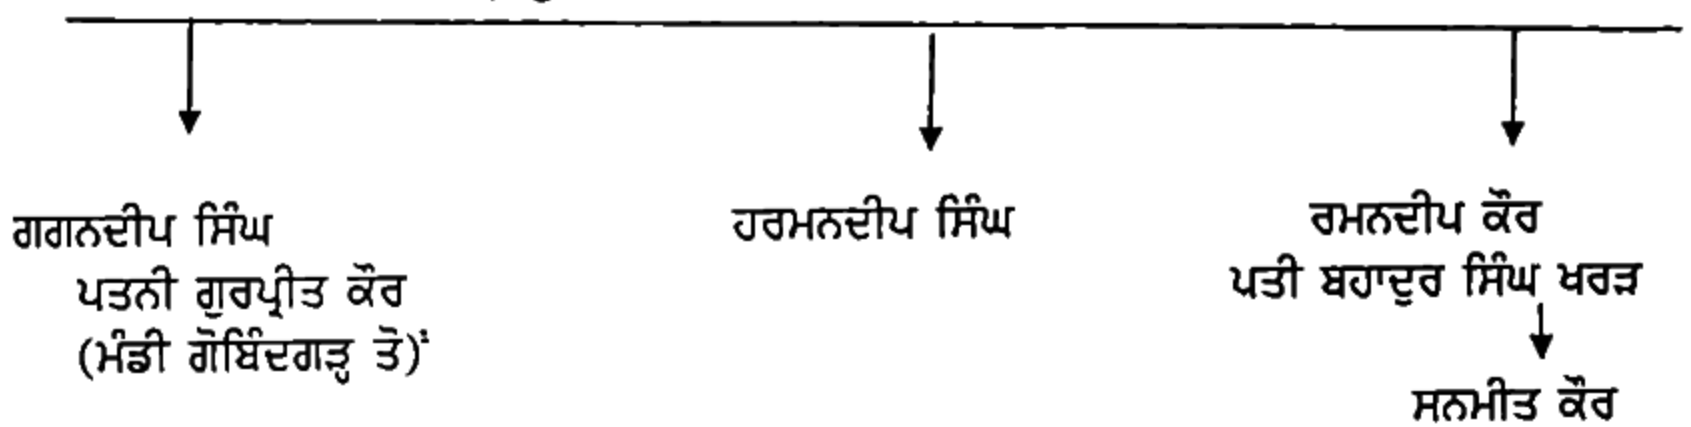 ਗਗਨਦੀਪ ਸਿੰਘ
ਪਤਨੀ ਗੁਰਪ੍ਰੀਤ ਕੌਰ
(ਮੰਡੀ ਗੋਬਿੰਦਗੜ੍ਹ ਤੋਂ)
ਹਰਮਨਦੀਪ ਸਿੰਘ
ਰਮਨਦੀਪ ਕੌਰ
ਪਤੀ ਬਹਾਦੁਰ ਸਿੰਘ ਖਰੜ
ਸਨਮੀਤ ਕੌਰ